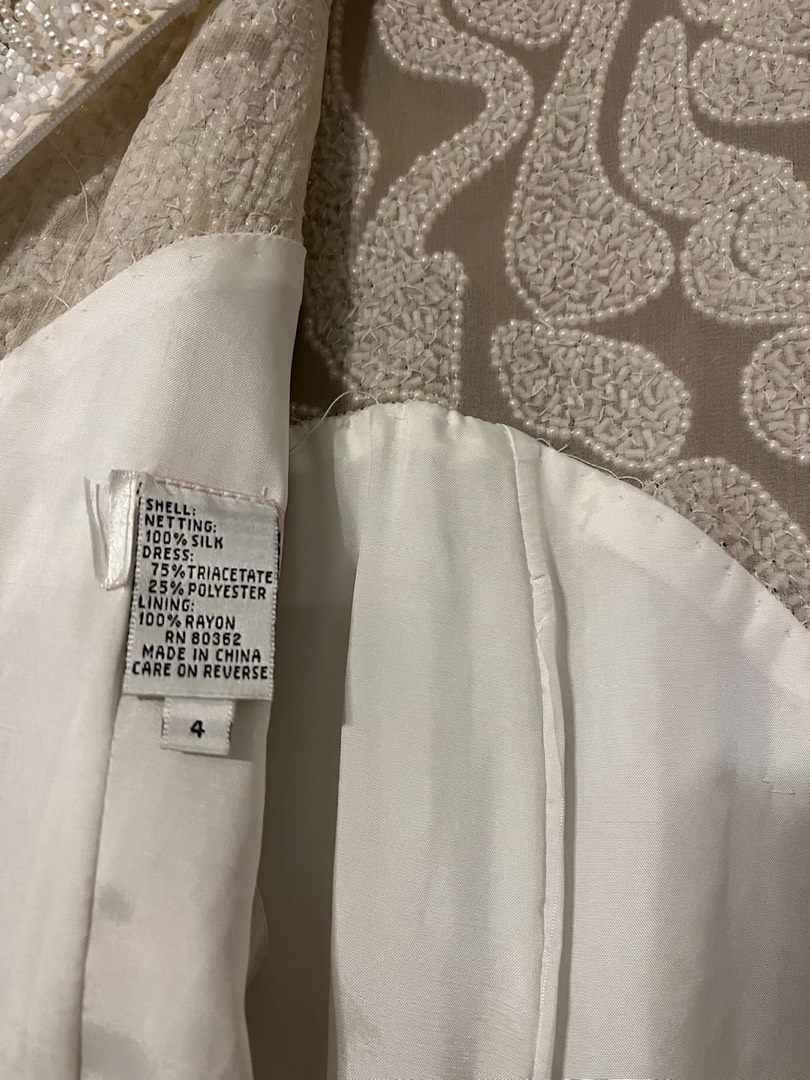 SHELL:
NETTING:
100% SILK
DRESS:
75% TRIACETATE
25% POLYESTER
LINING:
100% RAYON
RN 80362
MADE IN CHINA
CARE ON REVERSE
4